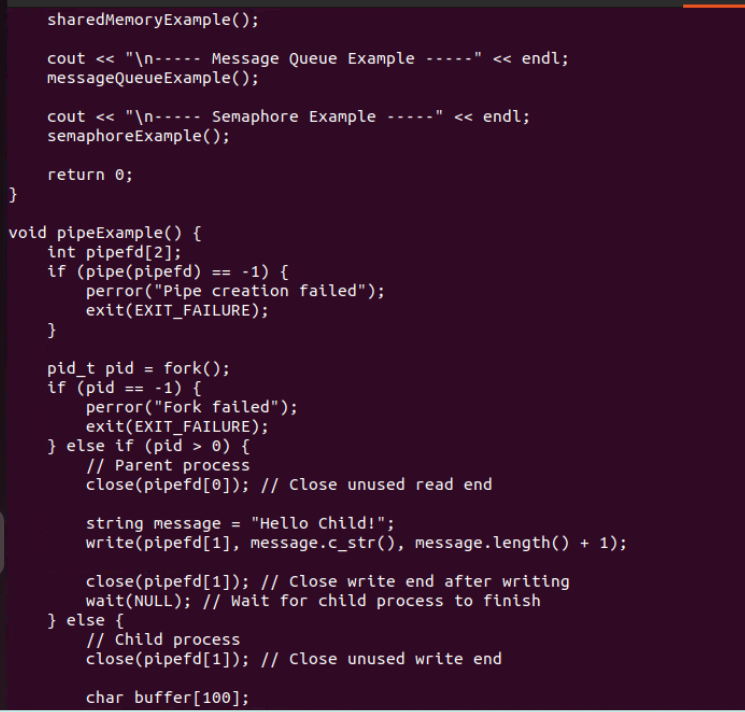 sharedMemoryExample();

    cout << "\n----- Message Queue Example -----" << endl;
    messageQueueExample();

    cout << "\n----- Semaphore Example -----" << endl;
    semaphoreExample();

    return 0;
}

void pipeExample() {
    int pipefd[2];
    if (pipe(pipefd) == -1) {
        perror("Pipe creation failed");
        exit(EXIT_FAILURE);
    }

    pid_t pid = fork();
    if (pid == -1) {
        perror("Fork failed");
        exit(EXIT_FAILURE);
    } else if (pid > 0) {
        // Parent process
        close(pipefd[0]); // Close unused read end

        string message = "Hello Child!";
        write(pipefd[1], message.c_str(), message.length() + 1);

        close(pipefd[1]); // Close write end after writing
        wait(NULL); // Wait for child process to finish
    } else {
        // Child process
        close(pipefd[1]); // Close unused write end

        char buffer[100];